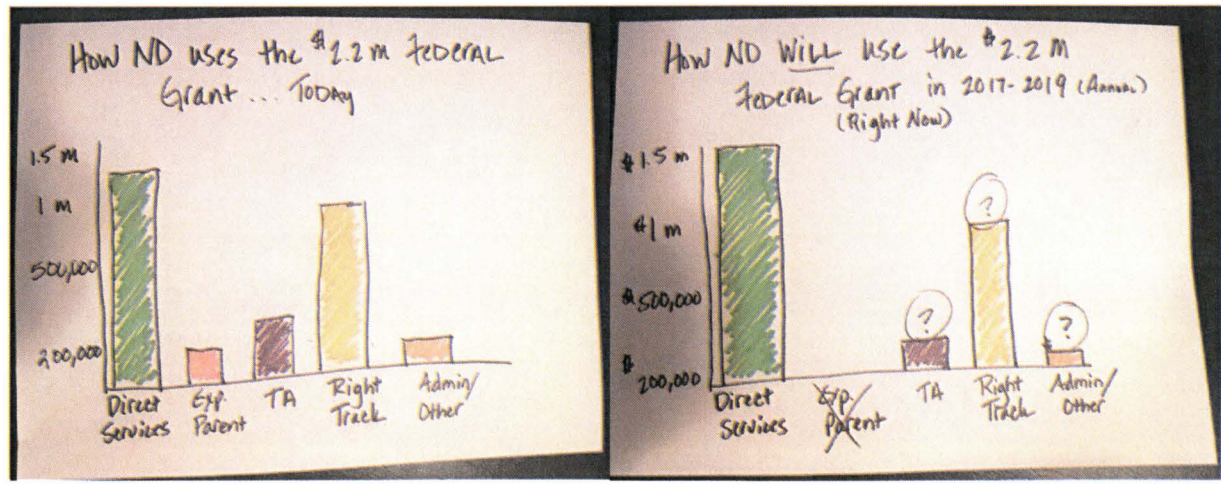 How ND uses the $2.2m Federal
Grant... Today
1.5 m
1 m
500,000
200,000
Direct
Services
Exp.
Parent
TA
Right
Track
Admin/
Other
How ND WILL use the $2.2 M
Federal Grant in 2017-2019 (Annual)
(Right Now)
$1.5 m
$1 m
$500,000
$200,000
?
?
?
Direct
Services
Exp.
Parent
TA
Right
Track
Admin/
Other